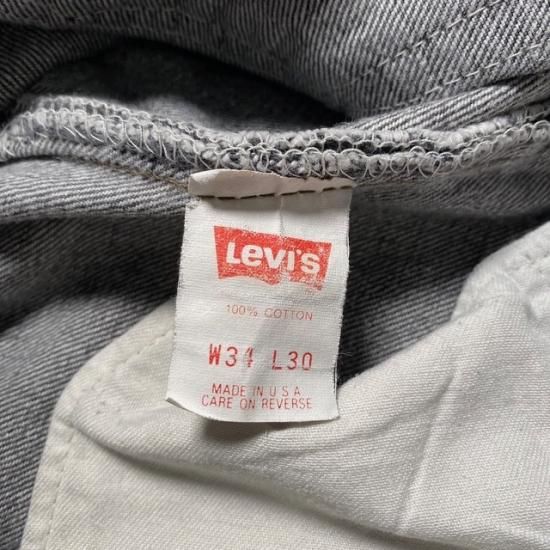 Levi's
100% COTTON
W34 L30
MADE IN U S A
CARE ON REVERSE